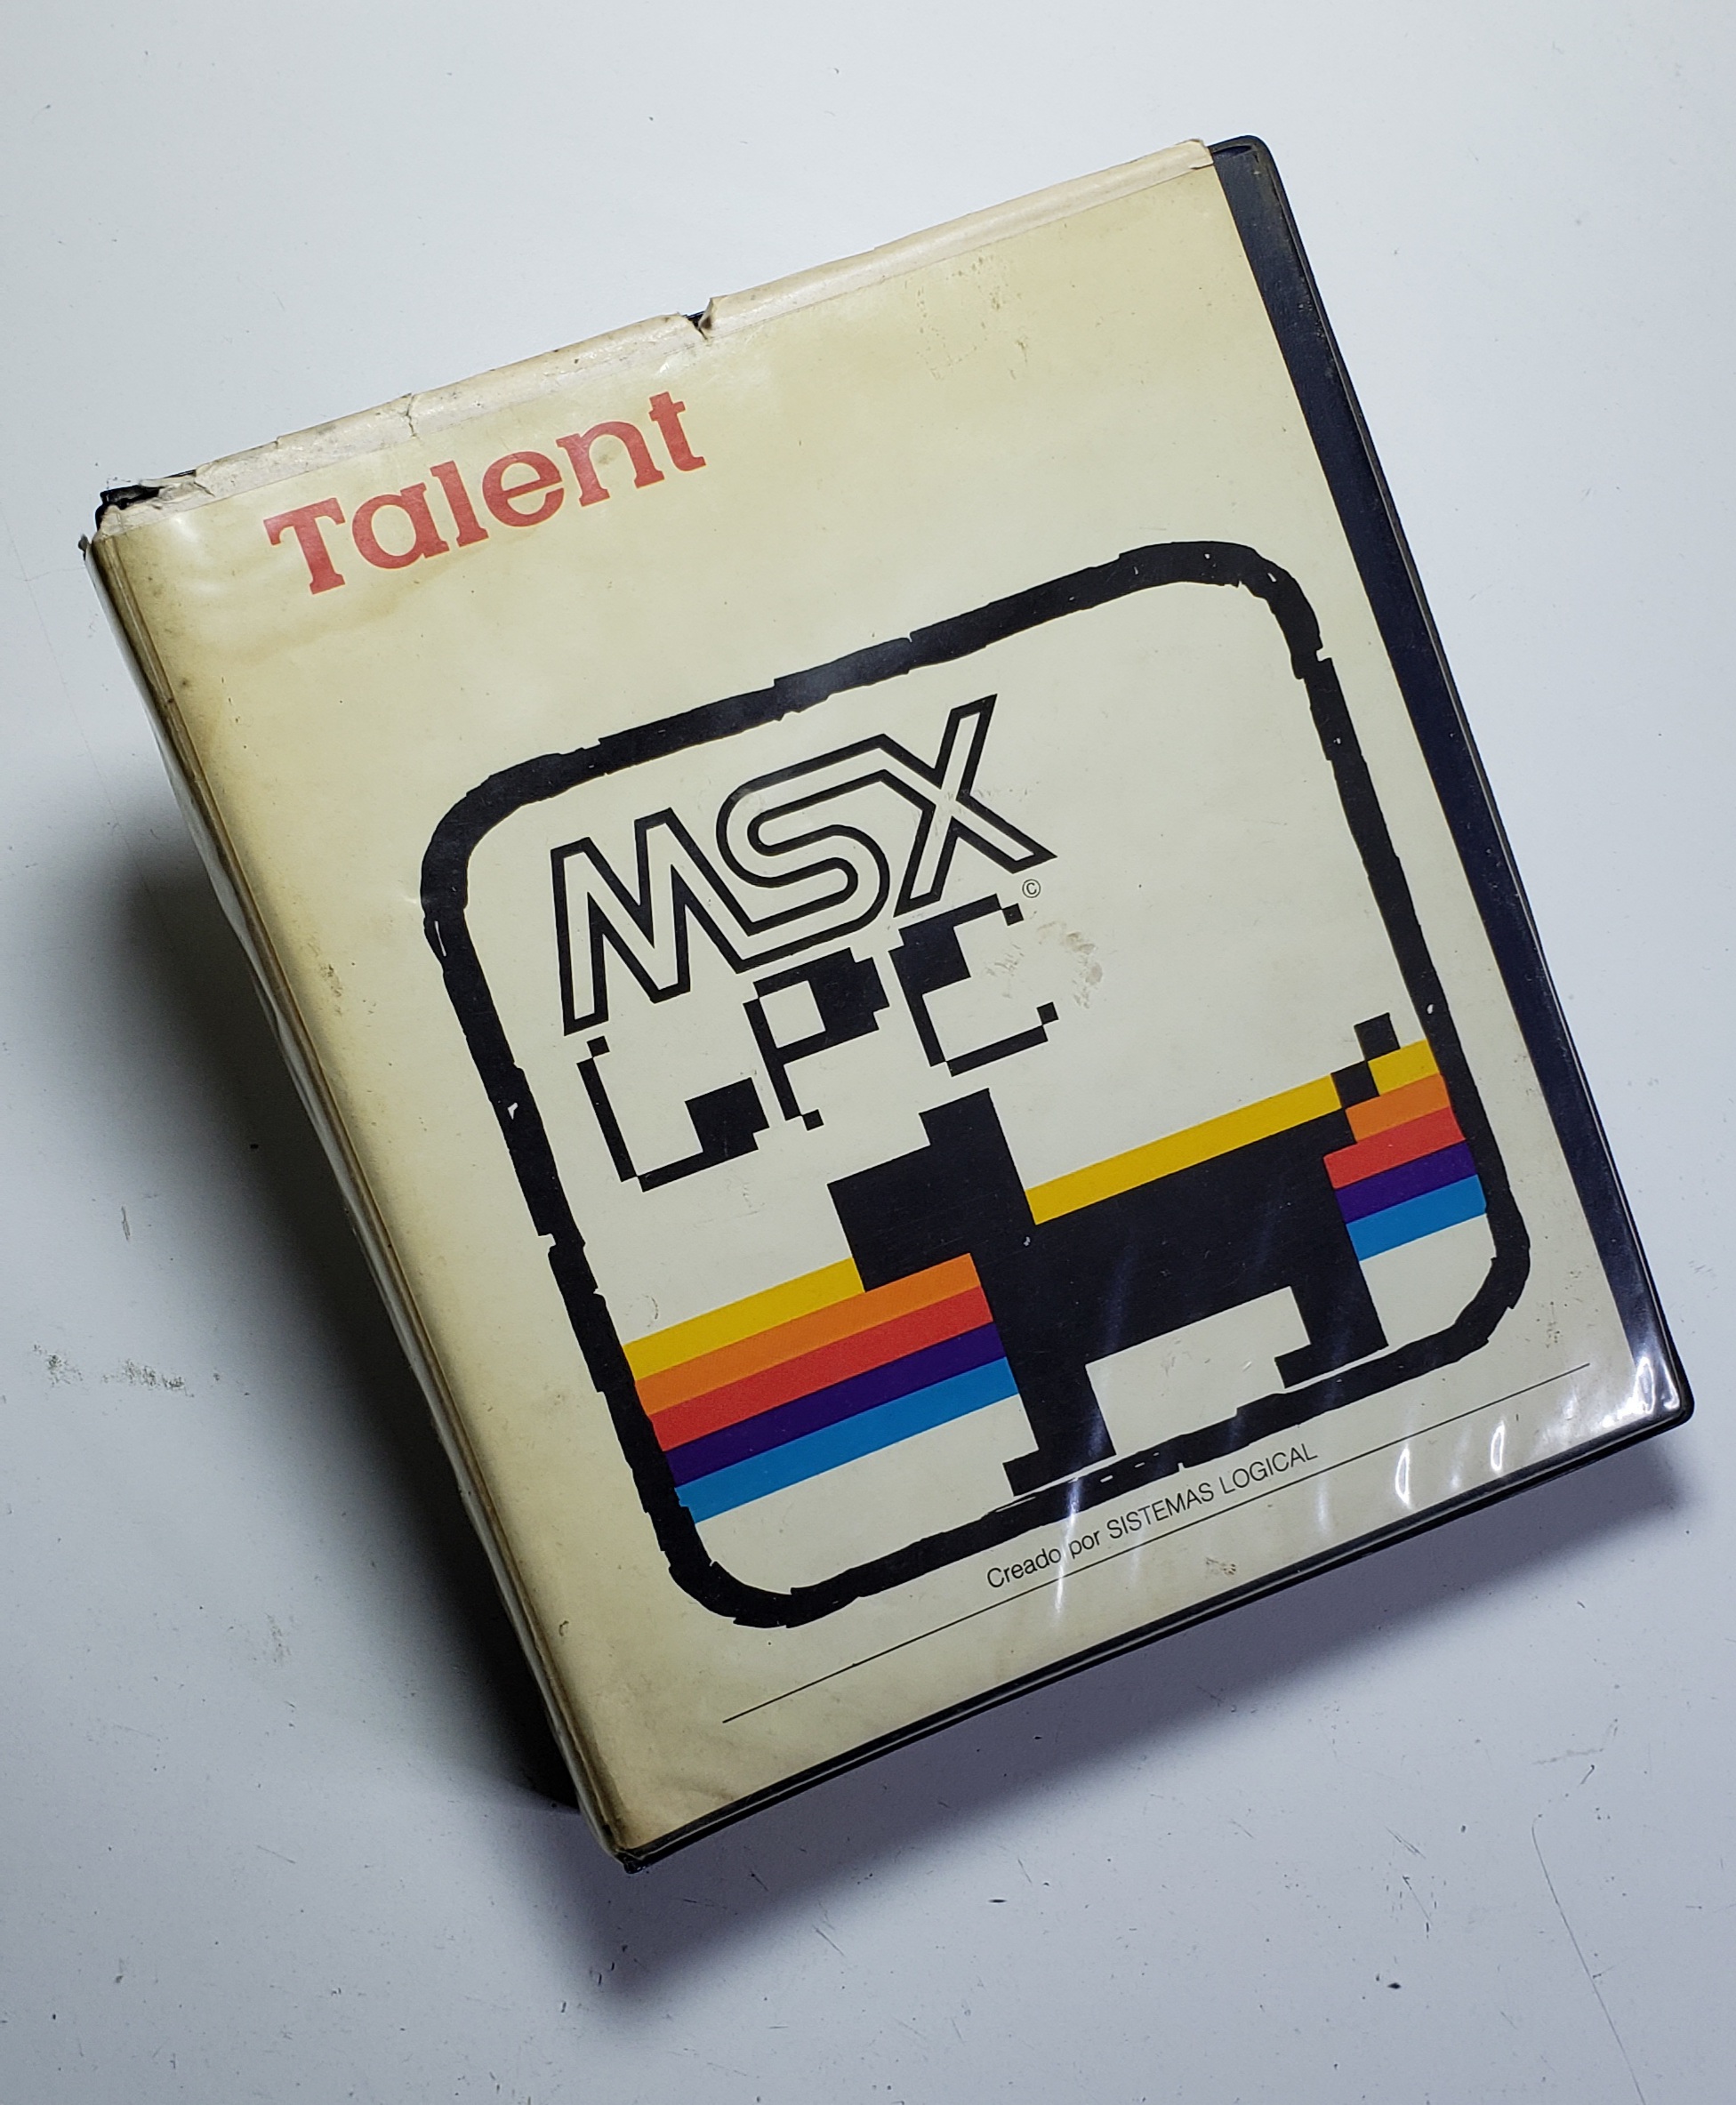 Talent
MSX
©
LPC
Creado por SISTEMAS LOGICAL